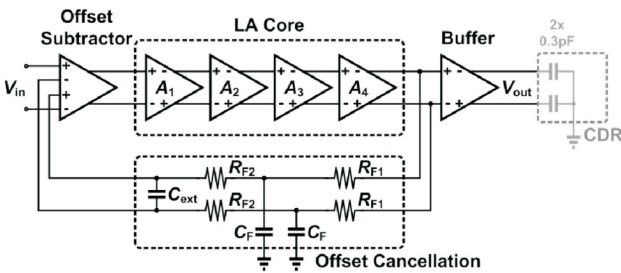 Offset
Subtractor
LA Core
Buffer
2x
0.3pF
Vin
+
-
+
-
+ +
- -
A1
+ +
- -
A2
+ +
- -
A3
+ +
- -
A4
- +
+ -
Vout
CDR
RF2
RF1
Cext
RF2
RF1
CF
CF
Offset Cancellation